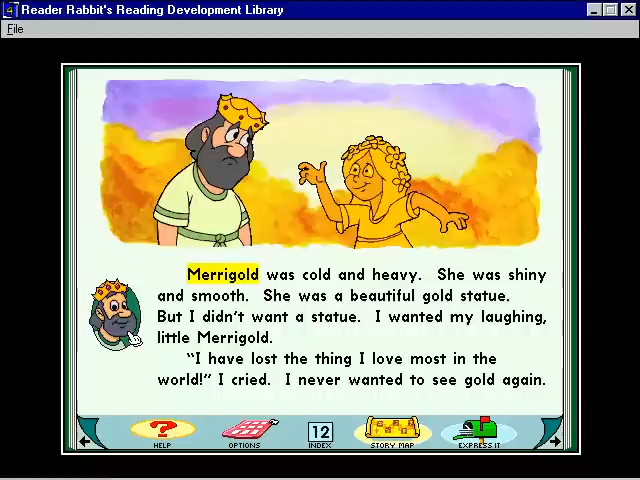 Reader Rabbit's Reading Development Library
File
Merrigold was cold and heavy. She was shiny
and smooth. She was a beautiful gold statue.
But I didn't want a statue. I wanted my laughing,
little Merrigold.
"I have lost the thing I love most in the
world!" I cried. I never wanted to see gold again.
?
HELP
OPTIONS
12
INDEX
STORY MAP
EXPRESS IT